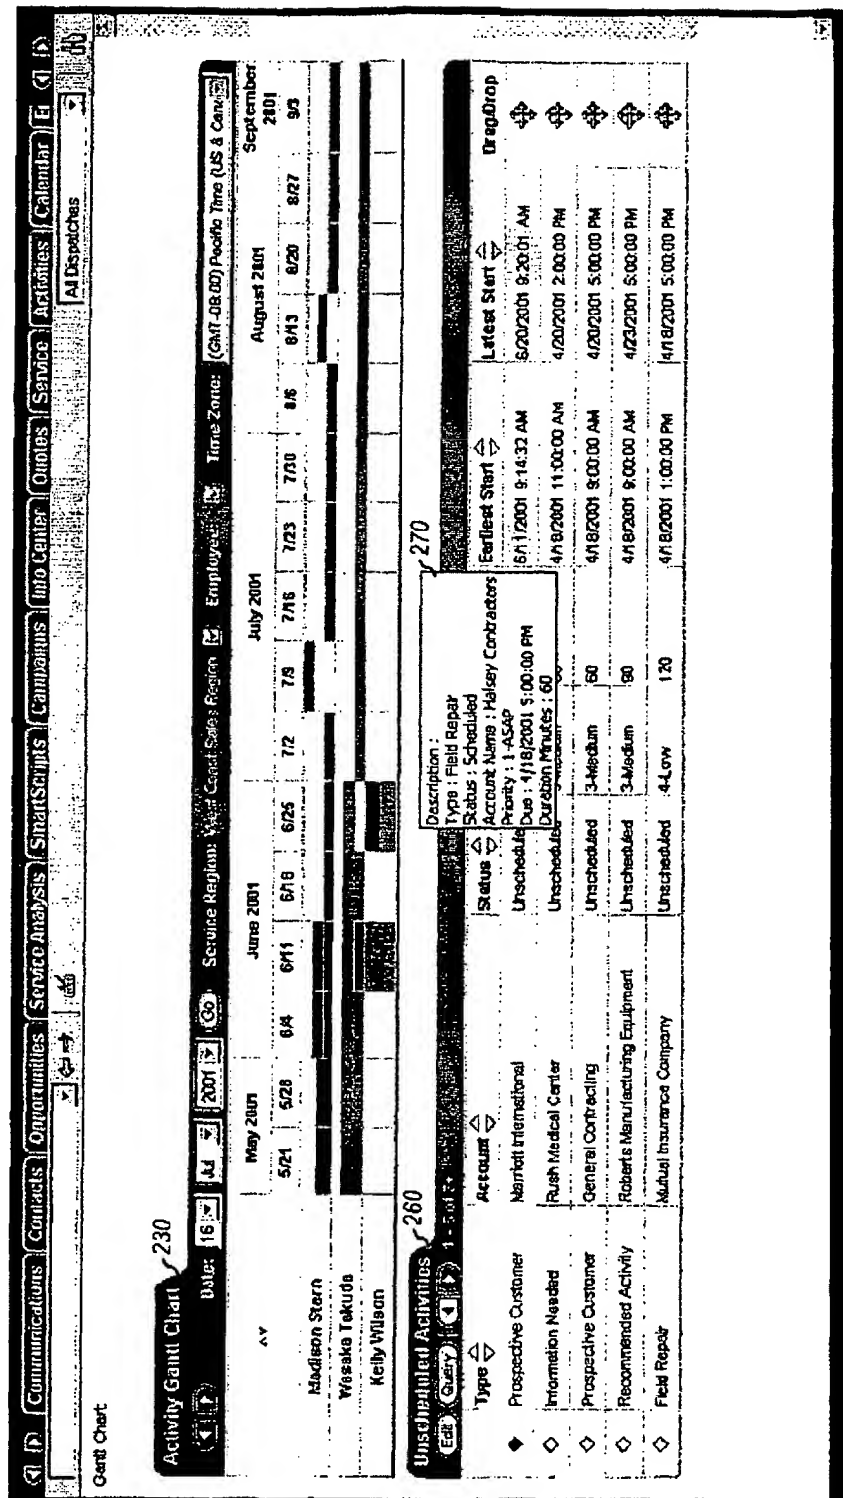 Communications Contacts Opportunities Service Analysis SmartScripts Campaigns Info Center Quotes Service Activities Calendar
All Dispatches
Gantt Chart
Activity Gantt Chart
230
Date: 16 Jul 2001 Go Service Region: West Coast Sales Region Employee: Time Zone: (GMT-08:00) Pacific Time (US & Cana
May 2001 June 2001 July 2001 August 2001 September 2001
5/21 5/28 6/4 6/11 6/18 6/25 7/2 7/9 7/16 7/23 7/30 8/6 8/13 8/20 8/27 9/3
Madison Stern
Wasaka Takuda
Kelly Wilson
Unscheduled Activities
260
Edit Query 1 - 5 of 5+
270
Description :
Type : Field Repair
Status : Scheduled
Account Name : Halsey Contractors
Priority : 1-ASAP
Due : 4/18/2001 5:00:00 PM
Duration Minutes : 60
Type Account Status Earliest Start Latest Start Drag/Drop
Prospective Customer Marriott International Unschedule 6/11/2001 9:14:32 AM 6/20/2001 9:20:01 AM
Information Needed Rush Medical Center Unscheduled 4/18/2001 11:00:00 AM 4/20/2001 2:00:00 PM
Prospective Customer General Contracting Unscheduled 3-Medium 60 4/18/2001 9:00:00 AM 4/20/2001 5:00:00 PM
Recommended Activity Roberts Manufacturing Equipment Unscheduled 3-Medium 90 4/18/2001 9:00:00 AM 4/23/2001 5:00:00 PM
Field Repair Mutual Insurance Company Unscheduled 4-Low 120 4/18/2001 1:00:00 PM 4/18/2001 5:00:00 PM